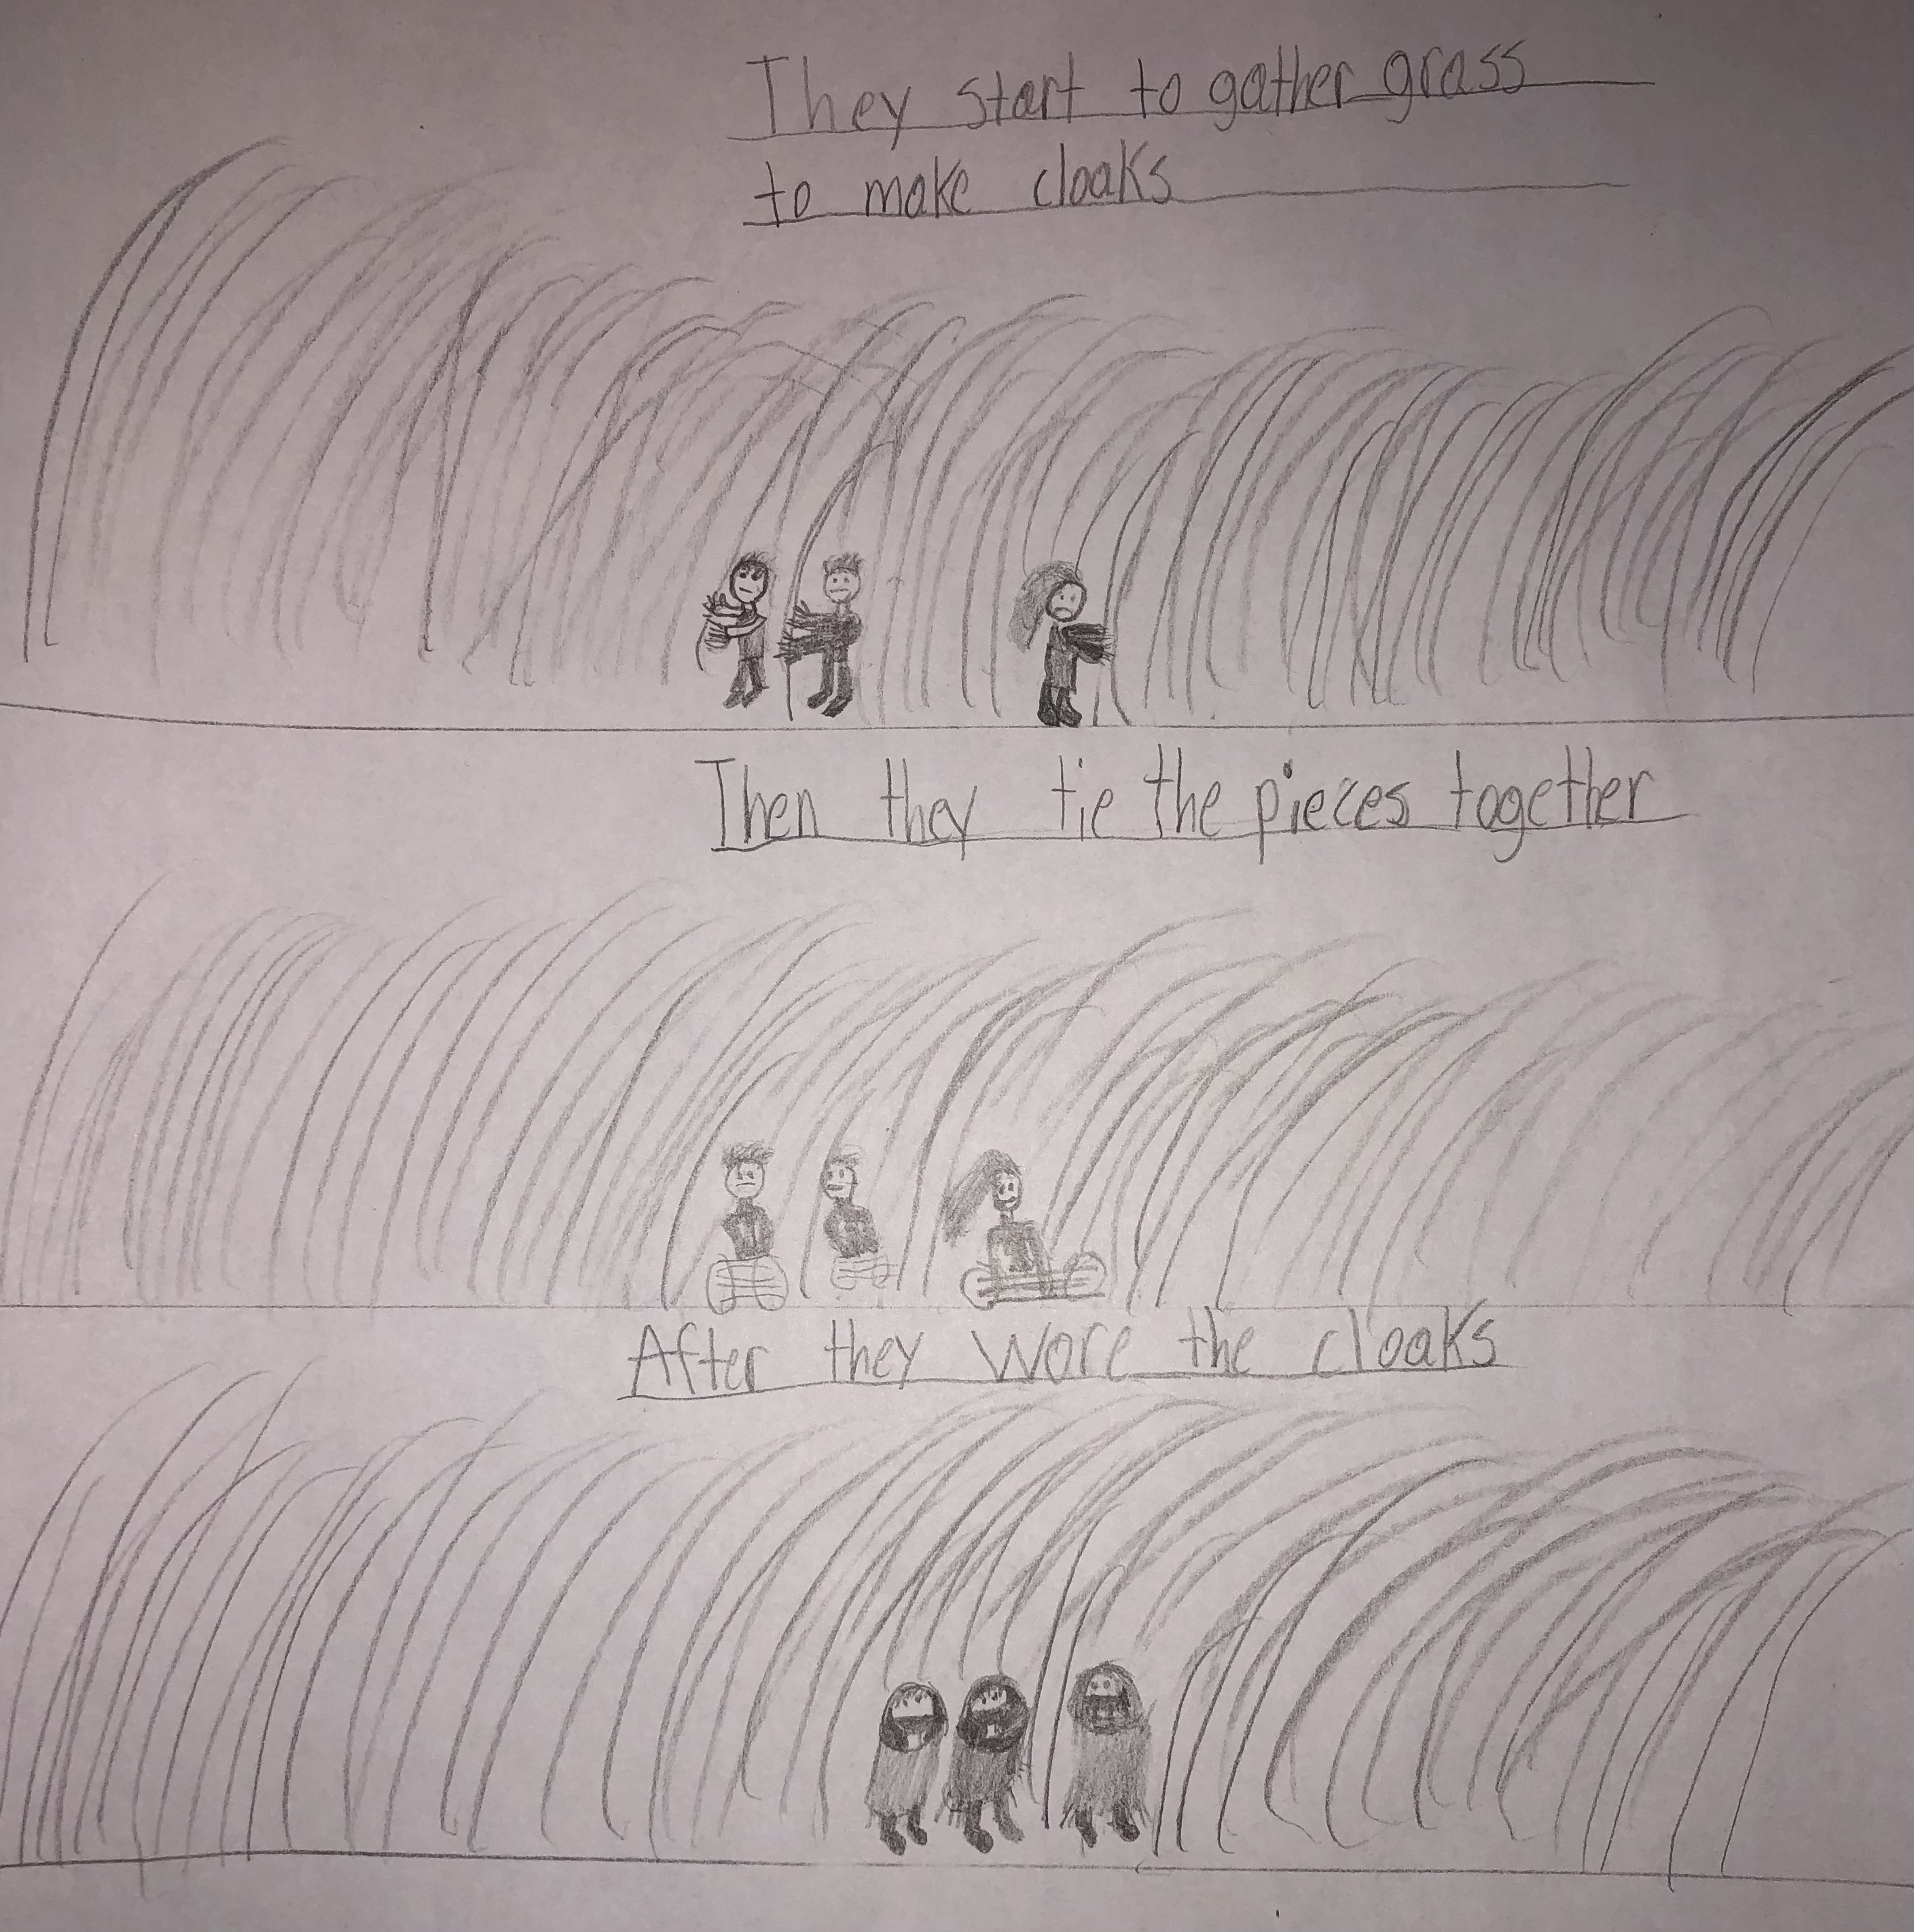 They start to gather grass
to make cloaks
Then they tie the pieces together
After they wore the cloaks